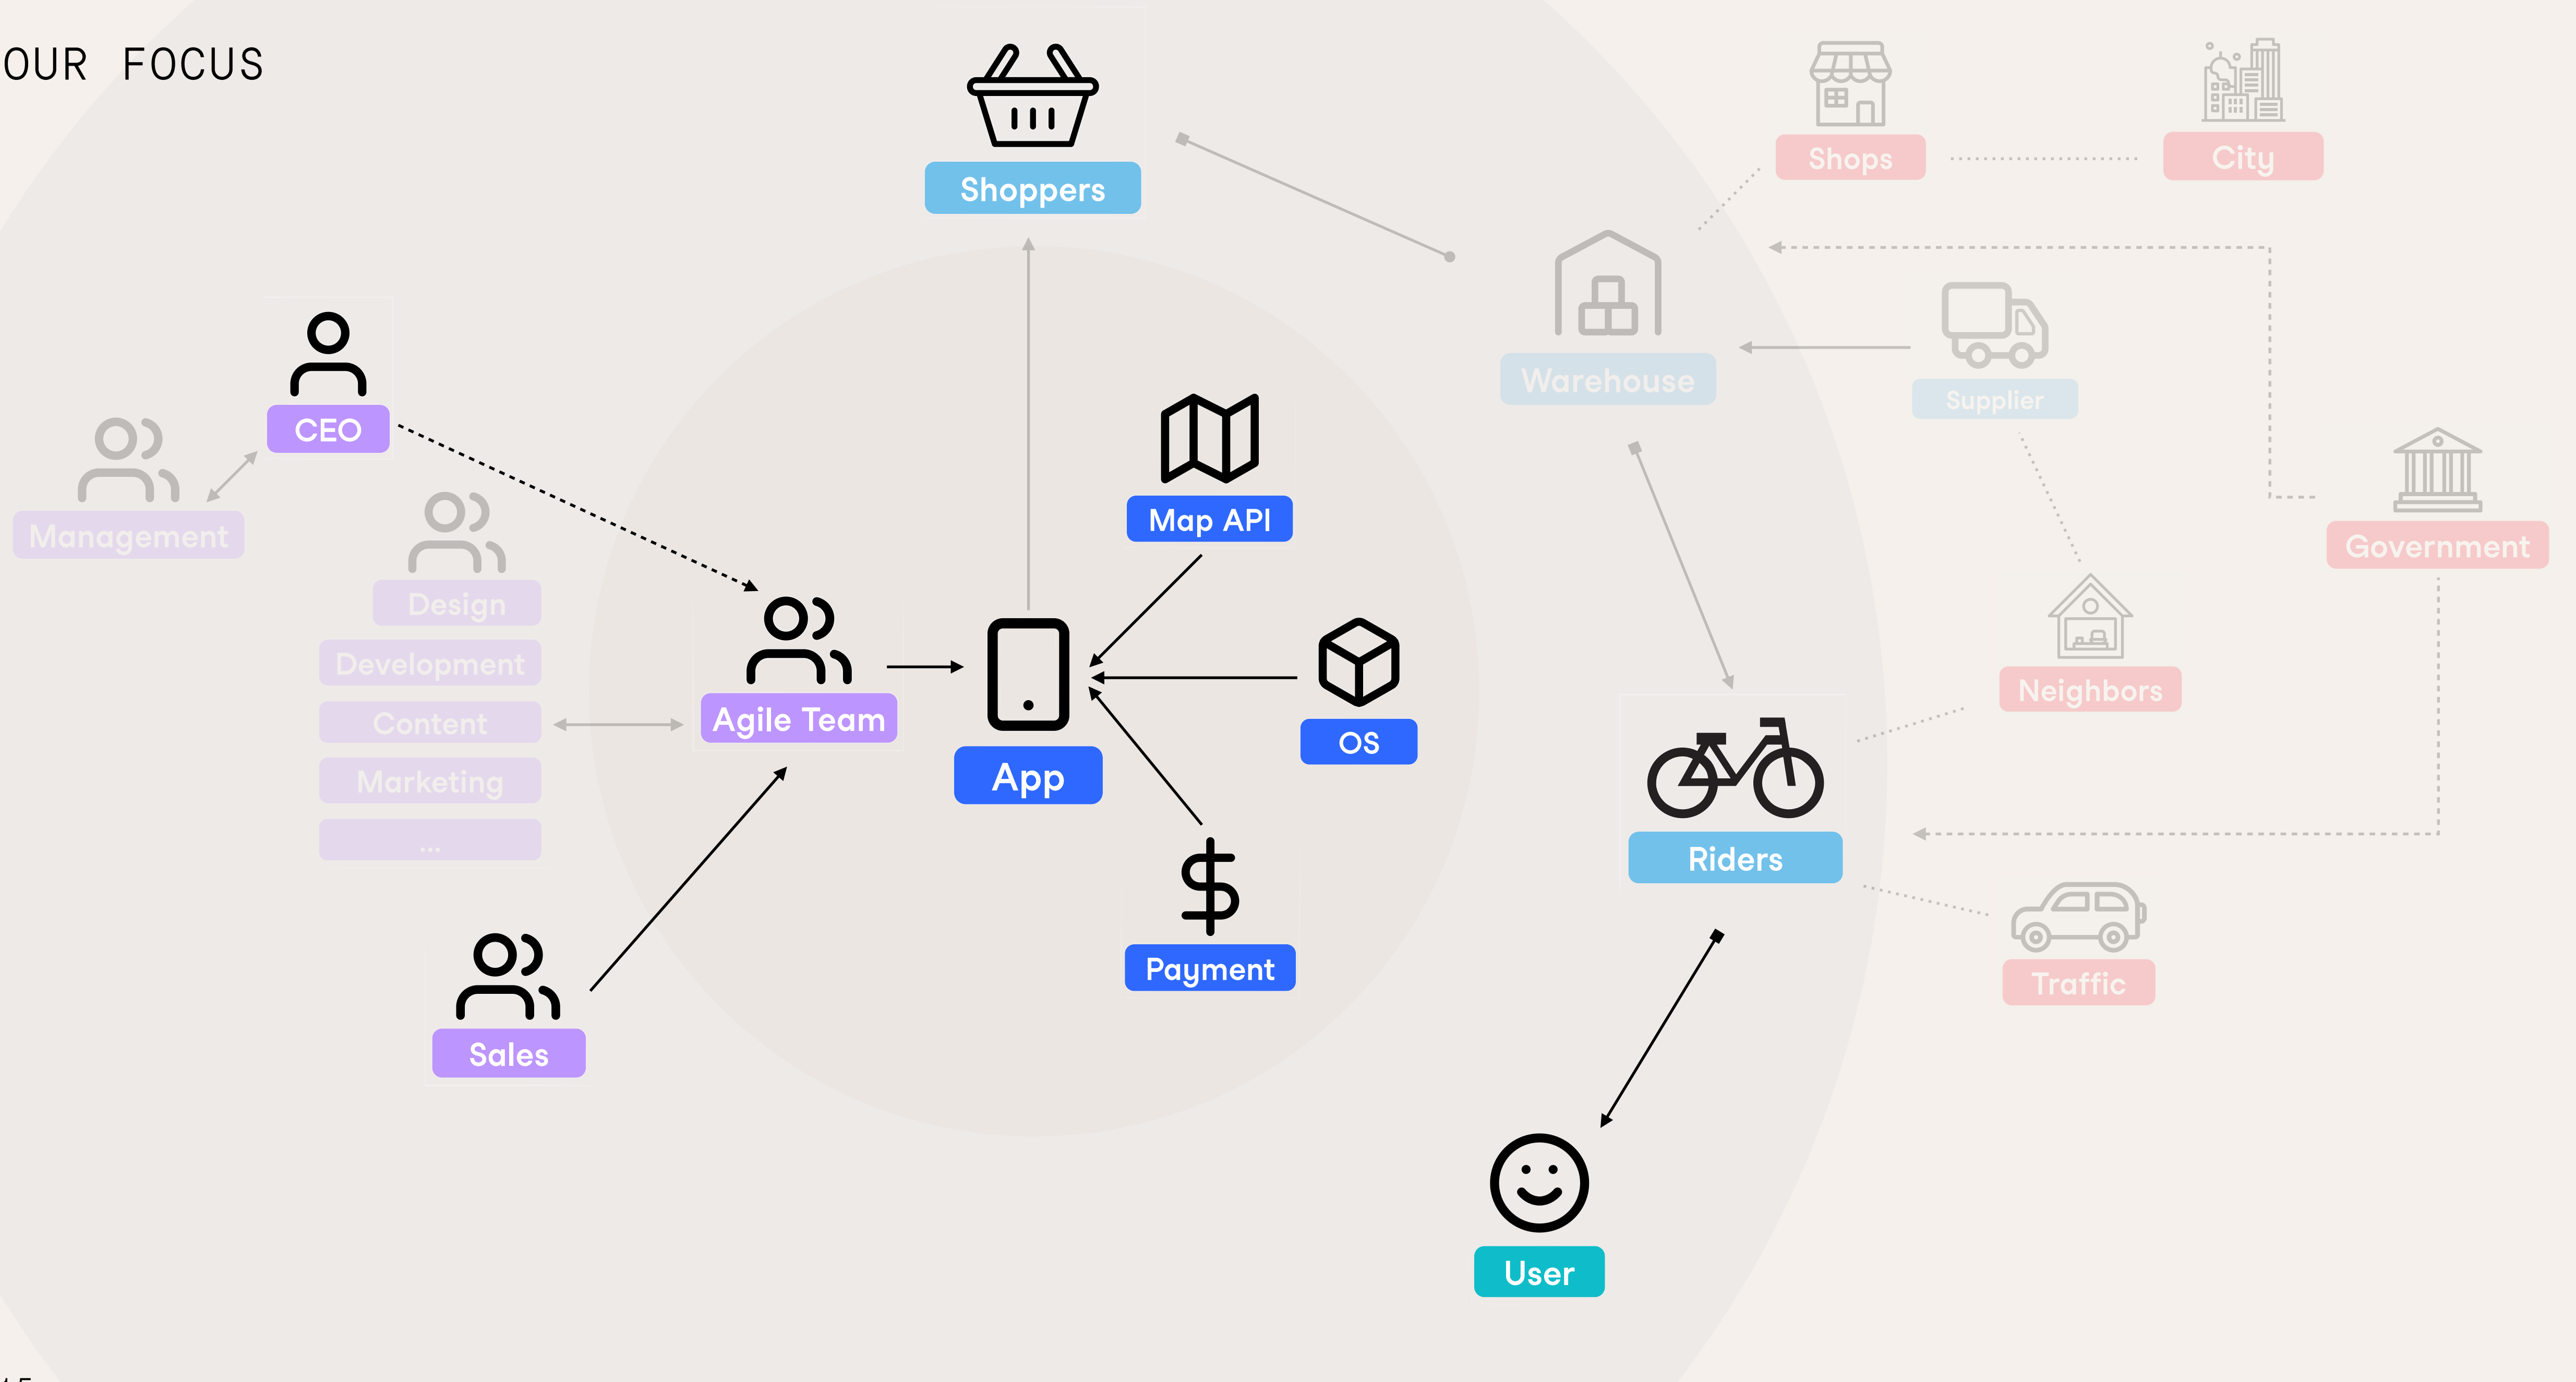 OUR FOCUS
Shoppers
Shops
City
CEO
Warehouse
Supplier
Management
Map API
Government
Design
Development
Content
Marketing
...
Agile Team
App
OS
Neighbors
Riders
Payment
Traffic
Sales
User